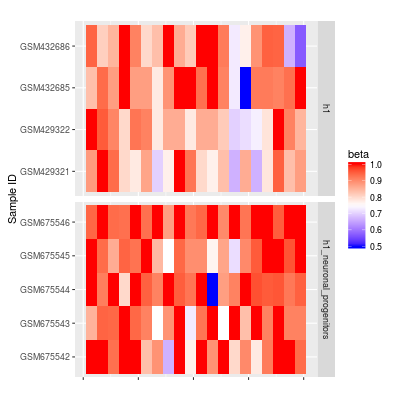 GSM432686
GSM432685
GSM429322
GSM429321
h1
GSM675546
GSM675545
GSM675544
GSM675543
GSM675542
h1_neuronal_progenitors
Sample ID
beta
1.0
0.9
0.8
0.7
0.6
0.5